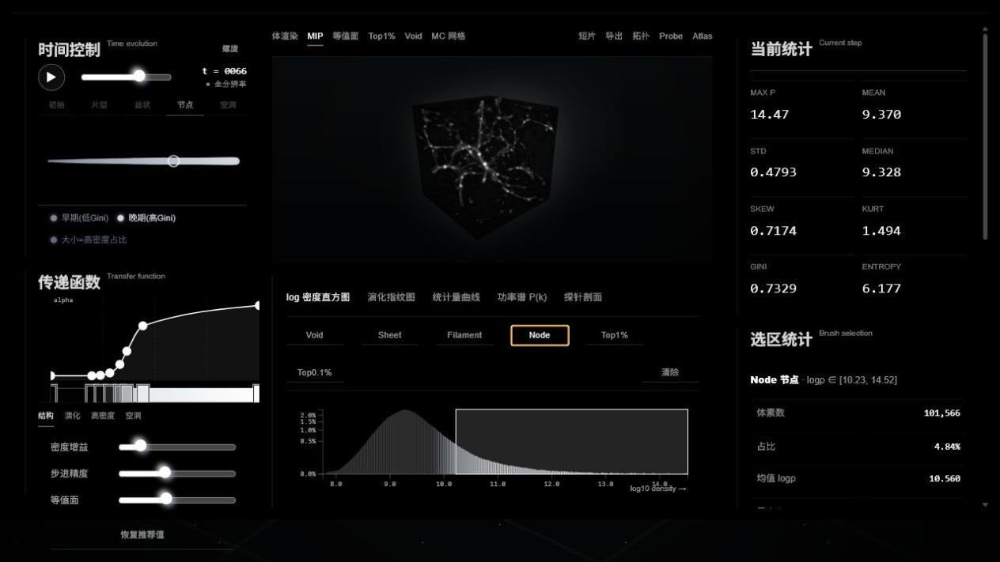 时间控制 Time evolution
螺旋
t = 0066
全分辨率
初始 片层 丝状 节点 空洞
早期(低Gini) 晚期(高Gini)
大小=高密度占比
传递函数 Transfer function
alpha
结构 演化 高密度 空洞
密度增益
步进精度
等值面
恢复推荐值
体渲染 MIP 等值面 Top1% Void MC 网格 短片 导出 拓扑 Probe Atlas
log 密度直方图 演化指纹图 统计量曲线 功率谱 P(k) 探针剖面
Void Sheet Filament Node Top1%
Top0.1% 清除
2.0%
1.5%
1.0%
0.5%
0.0%
8.0 9.0 10.0 11.0 12.0 13.0 14.0
log10 density →
当前统计 Current step
MAX Ρ MEAN
14.47 9.370
STD MEDIAN
0.4793 9.328
SKEW KURT
0.7174 1.494
GINI ENTROPY
0.7329 6.177
选区统计 Brush selection
Node 节点 · logρ ∈ [10.23, 14.52]
体素数 101,566
占比 4.84%
均值 logρ 10.560